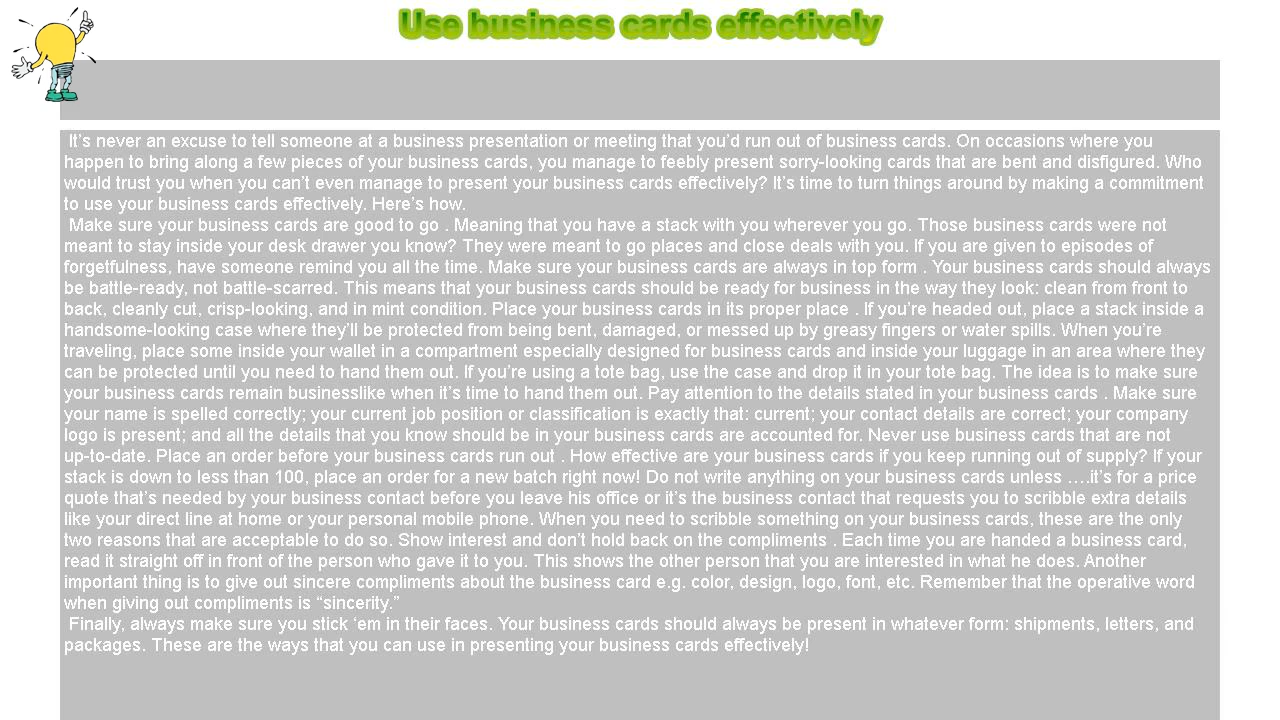 Use business cards effectively
It’s never an excuse to tell someone at a business presentation or meeting that you’d run out of business cards. On occasions where you
happen to bring along a few pieces of your business cards, you manage to feebly present sorry-looking cards that are bent and disfigured. Who
would trust you when you can’t even manage to present your business cards effectively? It’s time to turn things around by making a commitment
to use your business cards effectively. Here’s how.
Make sure your business cards are good to go . Meaning that you have a stack with you wherever you go. Those business cards were not
meant to stay inside your desk drawer you know? They were meant to go places and close deals with you. If you are given to episodes of
forgetfulness, have someone remind you all the time. Make sure your business cards are always in top form . Your business cards should always
be battle-ready, not battle-scarred. This means that your business cards should be ready for business in the way they look: clean from front to
back, cleanly cut, crisp-looking, and in mint condition. Place your business cards in its proper place . If you’re headed out, place a stack inside a
handsome-looking case where they’ll be protected from being bent, damaged, or messed up by greasy fingers or water spills. When you’re
traveling, place some inside your wallet in a compartment especially designed for business cards and inside your luggage in an area where they
can be protected until you need to hand them out. If you’re using a tote bag, use the case and drop it in your tote bag. The idea is to make sure
your business cards remain businesslike when it’s time to hand them out. Pay attention to the details stated in your business cards . Make sure
your name is spelled correctly; your current job position or classification is exactly that: current; your contact details are correct; your company
logo is present; and all the details that you know should be in your business cards are accounted for. Never use business cards that are not
up-to-date. Place an order before your business cards run out . How effective are your business cards if you keep running out of supply? If your
stack is down to less than 100, place an order for a new batch right now! Do not write anything on your business cards unless ….it’s for a price
quote that’s needed by your business contact before you leave his office or it’s the business contact that requests you to scribble extra details
like your direct line at home or your personal mobile phone. When you need to scribble something on your business cards, these are the only
two reasons that are acceptable to do so. Show interest and don’t hold back on the compliments . Each time you are handed a business card,
read it straight off in front of the person who gave it to you. This shows the other person that you are interested in what he does. Another
important thing is to give out sincere compliments about the business card e.g. color, design, logo, font, etc. Remember that the operative word
when giving out compliments is “sincerity.”
Finally, always make sure you stick ‘em in their faces. Your business cards should always be present in whatever form: shipments, letters, and
packages. These are the ways that you can use in presenting your business cards effectively!